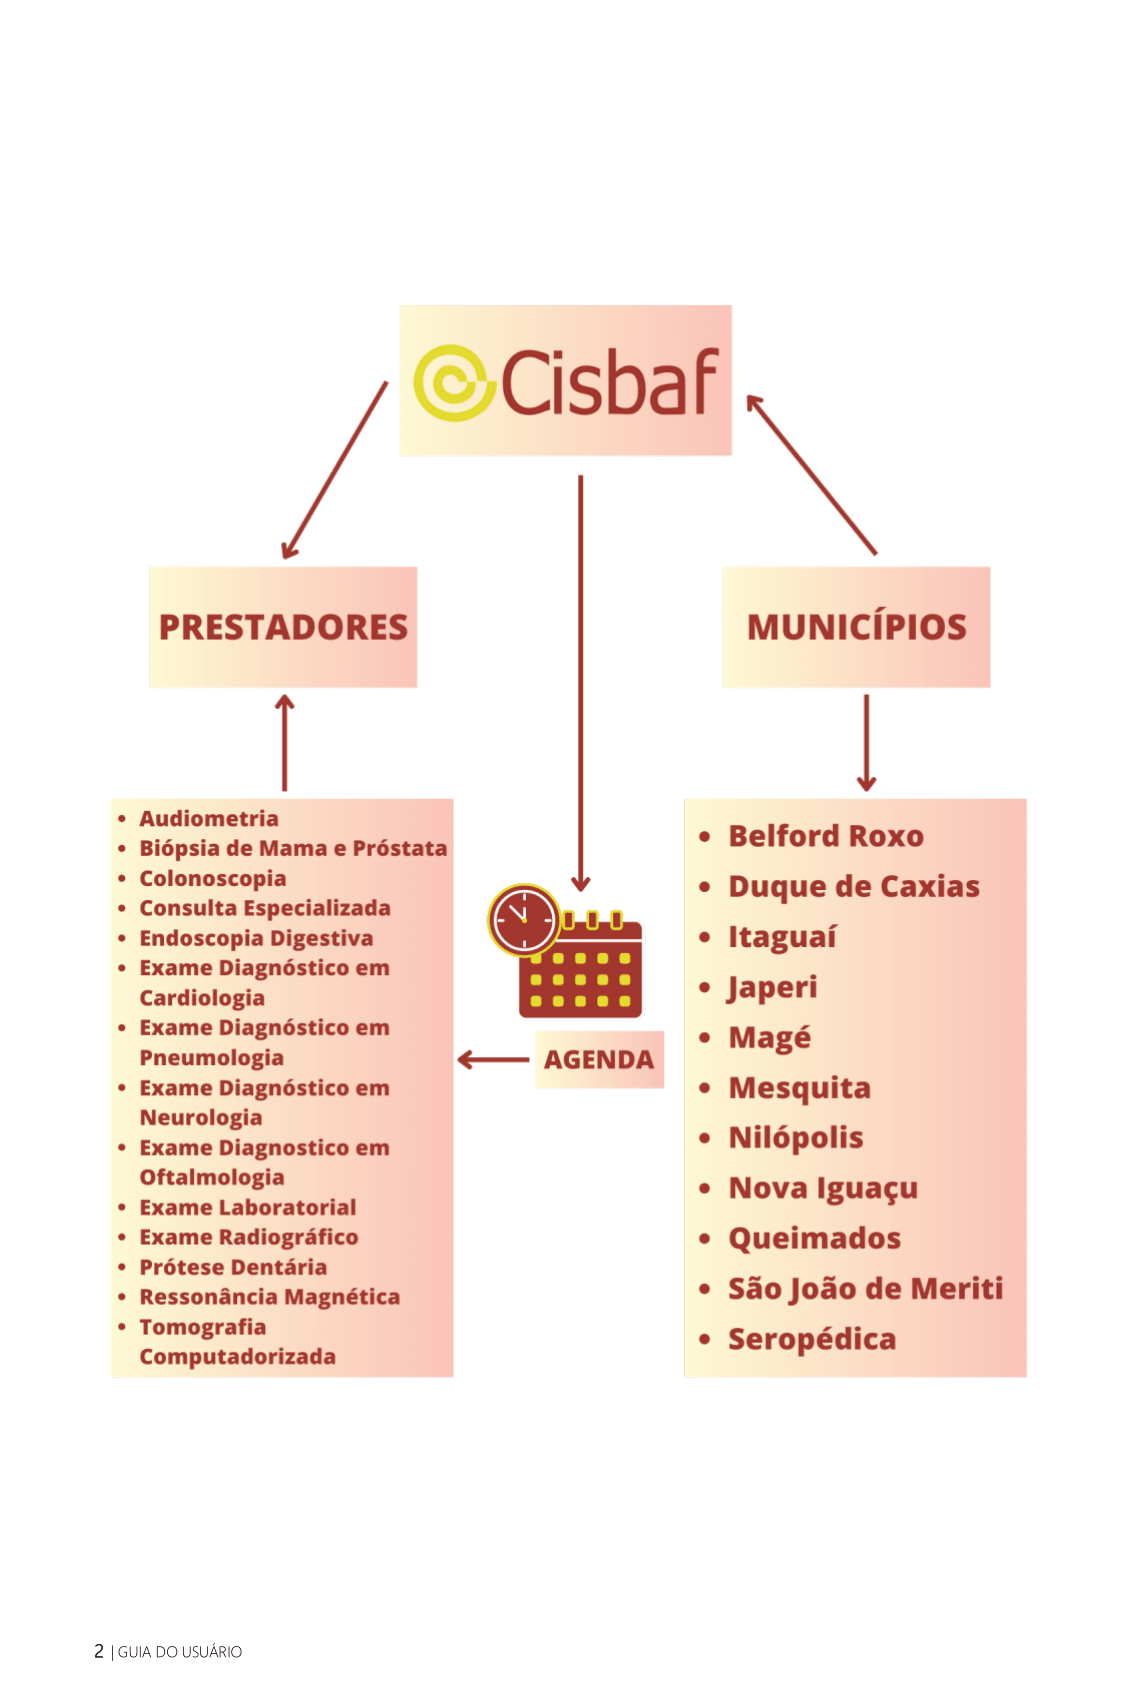 Cisbaf
PRESTADORES
MUNICÍPIOS
• Audiometria
• Biópsia de Mama e Próstata
• Colonoscopia
• Consulta Especializada
• Endoscopia Digestiva
• Exame Diagnóstico em
Cardiologia
• Exame Diagnóstico em
Pneumologia
• Exame Diagnóstico em
Neurologia
• Exame Diagnostico em
Oftalmologia
• Exame Laboratorial
• Exame Radiográfico
• Prótese Dentária
• Ressonância Magnética
• Tomografia
Computadorizada
AGENDA
• Belford Roxo
• Duque de Caxias
• Itaguaí
• Japeri
• Magé
• Mesquita
• Nilópolis
• Nova Iguaçu
• Queimados
• São João de Meriti
• Seropédica
2 | GUIA DO USUÁRIO